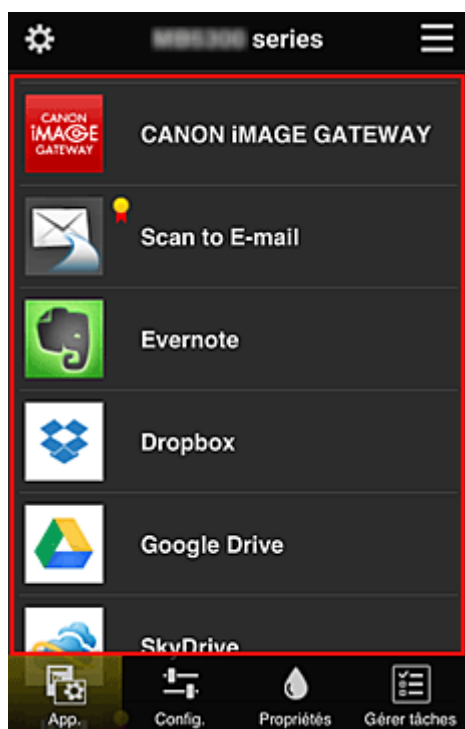 series
CANON
iMAGE
GATEWAY
CANON iMAGE GATEWAY
Scan to E-mail
Evernote
Dropbox
Google Drive
SkyDrive
App.
Config.
Propriétés
Gérer tâches